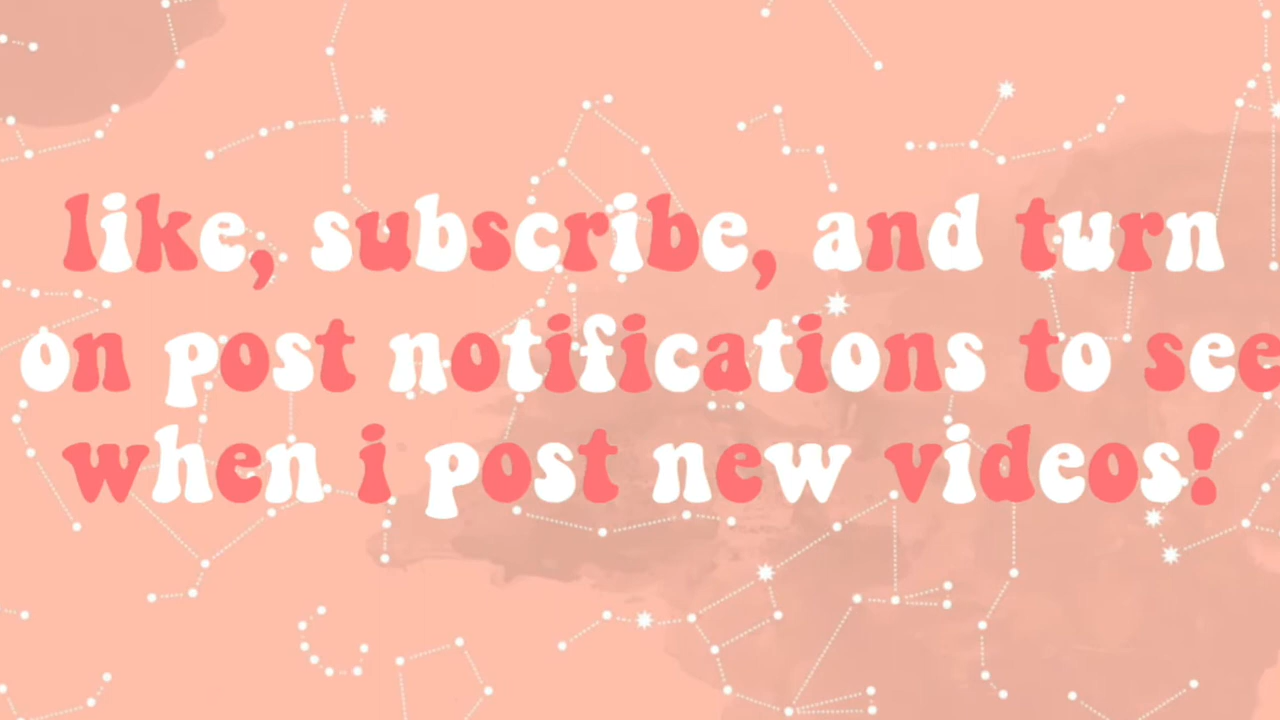 like, subscribe, and turn
on post notifications to see
when i post new videos!